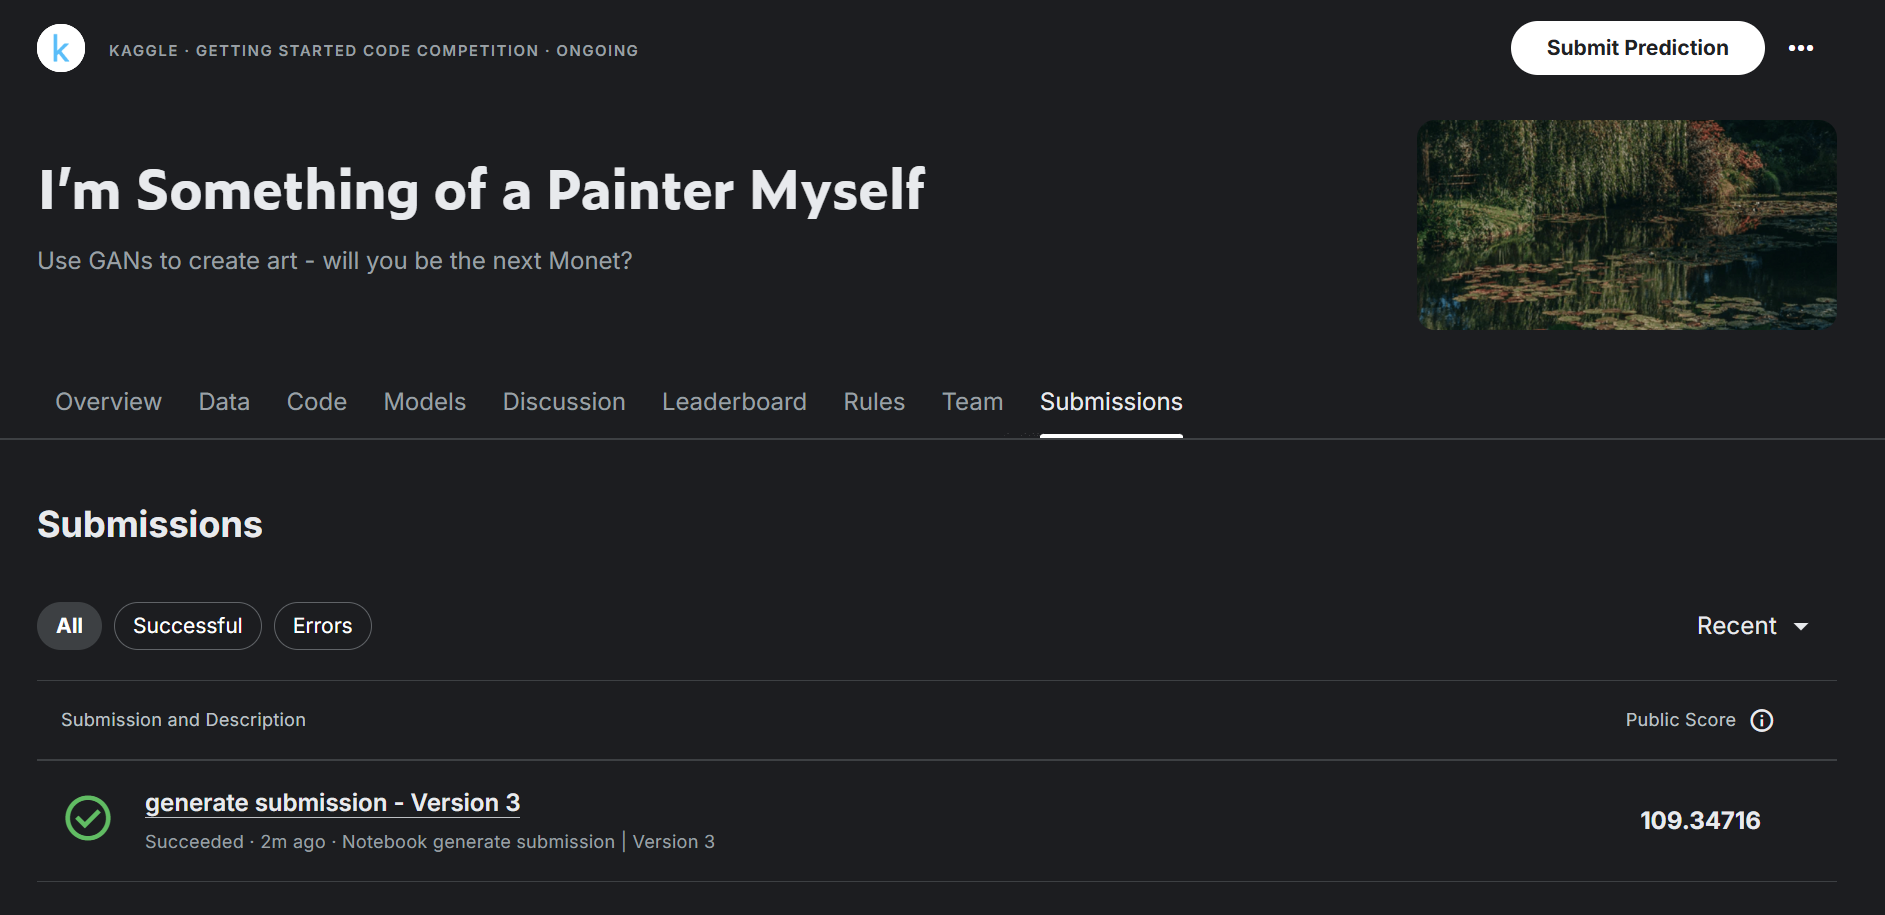 k
KAGGLE · GETTING STARTED CODE COMPETITION · ONGOING
Submit Prediction
I’m Something of a Painter Myself
Use GANs to create art - will you be the next Monet?
Overview Data Code Models Discussion Leaderboard Rules Team Submissions
Submissions
All Successful Errors
Recent
Submission and Description
Public Score
generate submission - Version 3
Succeeded · 2m ago · Notebook generate submission | Version 3
109.34716